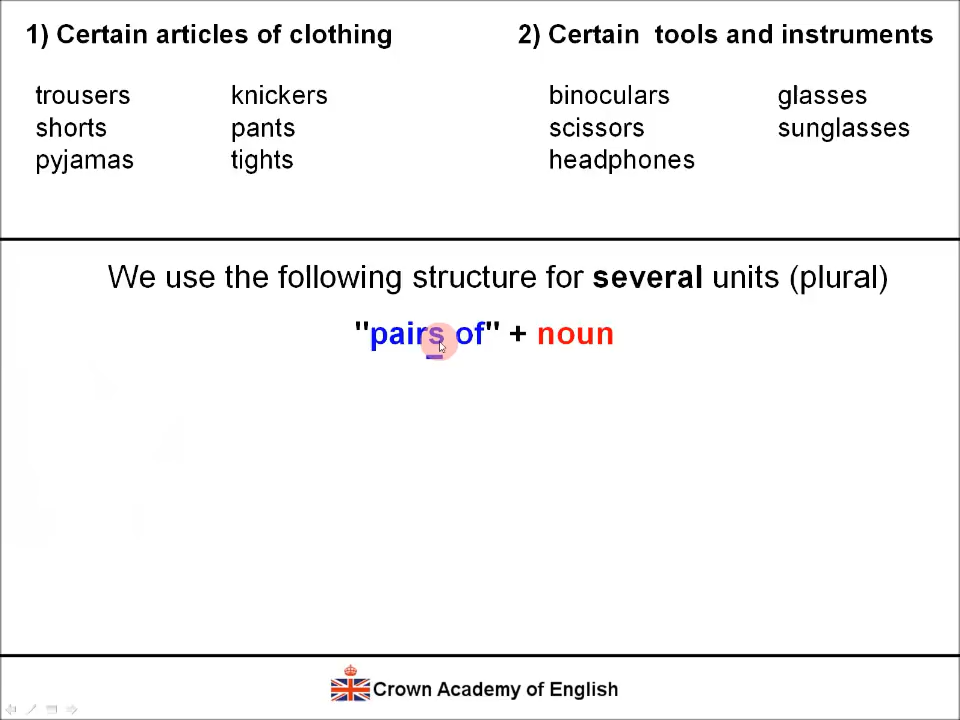 1) Certain articles of clothing
trousers knickers
shorts pants
pyjamas tights
2) Certain tools and instruments
binoculars glasses
scissors sunglasses
headphones
We use the following structure for several units (plural)
"pairs of" + noun
Crown Academy of English